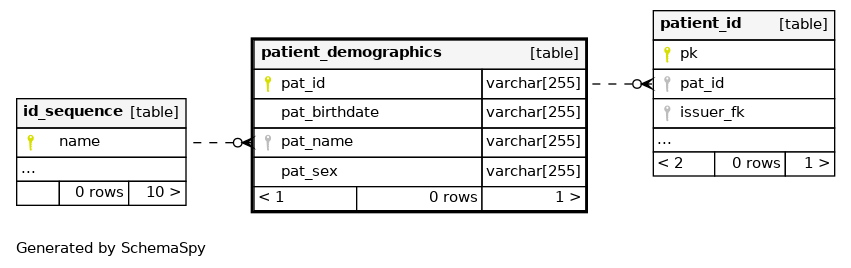 id_sequence [table]
name
...
0 rows 10 >
patient_demographics [table]
pat_id varchar[255]
pat_birthdate varchar[255]
pat_name varchar[255]
pat_sex varchar[255]
< 1 0 rows 1 >
patient_id [table]
pk
pat_id
issuer_fk
...
< 2 0 rows 1 >
Generated by SchemaSpy